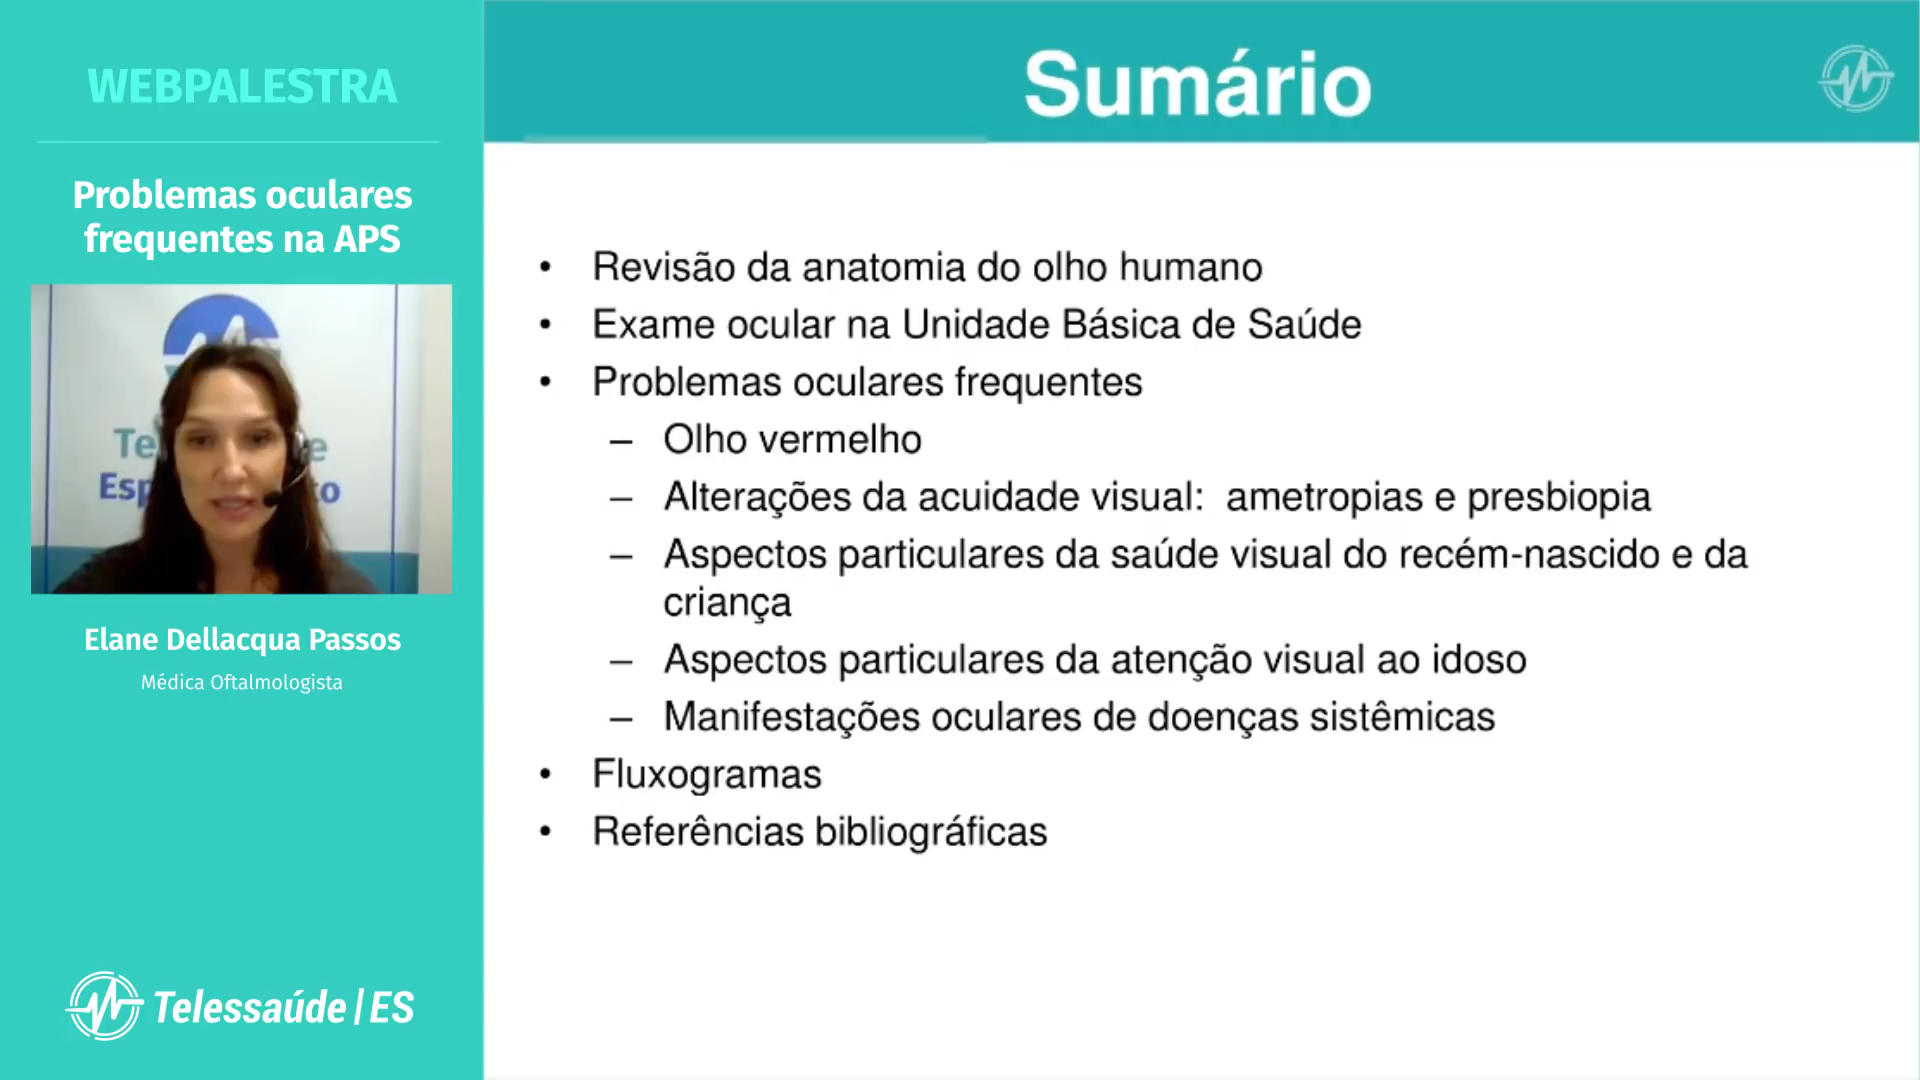 WEBPALESTRA
Problemas oculares
frequentes na APS
Elane Dellacqua Passos
Médica Oftalmologista
Telessaúde|ES
Sumário
• Revisão da anatomia do olho humano
• Exame ocular na Unidade Básica de Saúde
• Problemas oculares frequentes
– Olho vermelho
– Alterações da acuidade visual:  ametropias e presbiopia
– Aspectos particulares da saúde visual do recém-nascido e da
criança
– Aspectos particulares da atenção visual ao idoso
– Manifestações oculares de doenças sistêmicas
• Fluxogramas
• Referências bibliográficas